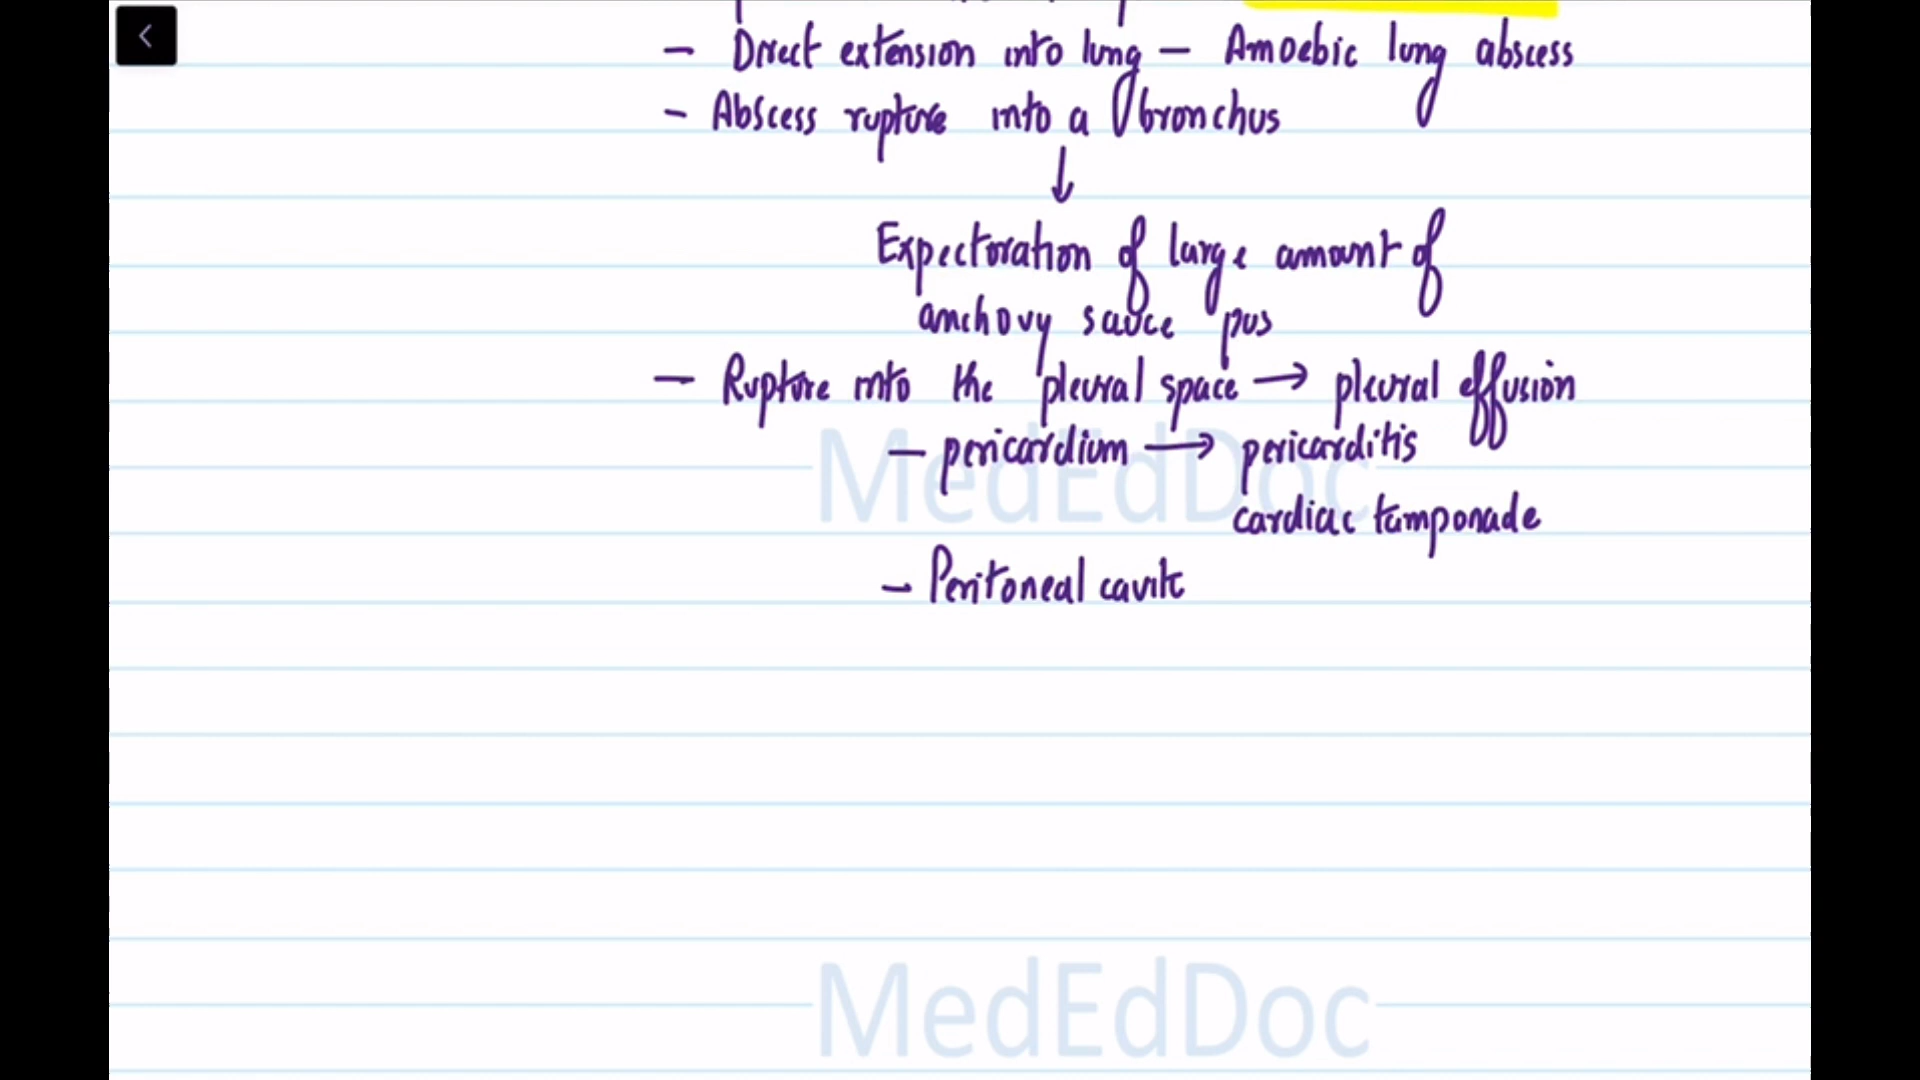 - Direct extension into lung - Amoebic lung abscess
- Abscess rupture into a bronchus
↓
Expectoration of large amount of
anchovy sauce pus
- Rupture into the pleural space → pleural effusion
- pericardium → pericarditis
cardiac tamponade
- Peritoneal cavit
MedEdDoc
MedEdDoc